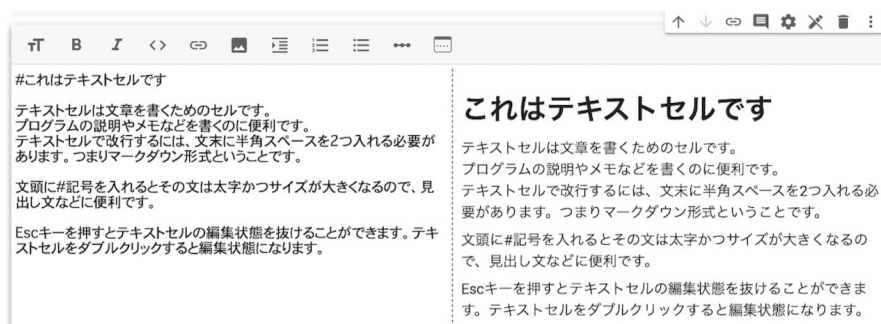 #これはテキストセルです
テキストセルは文章を書くためのセルです。
プログラムの説明やメモなどを書くのに便利です。
テキストセルで改行するには、文末に半角スペースを2つ入れる必要が
あります。つまりマークダウン形式ということです。
文頭に#記号を入れるとその文は太字かつサイズが大きくなるので、見
出し文などに便利です。
Escキーを押すとテキストセルの編集状態を抜けることができます。テキ
ストセルをダブルクリックすると編集状態になります。
これはテキストセルです
テキストセルは文章を書くためのセルです。
プログラムの説明やメモなどを書くのに便利です。
テキストセルで改行するには、文末に半角スペースを2つ入れる必
要があります。つまりマークダウン形式ということです。
文頭に#記号を入れるとその文は太字かつサイズが大きくなるの
で、見出し文などに便利です。
Escキーを押すとテキストセルの編集状態を抜けることができま
す。テキストセルをダブルクリックすると編集状態になります。